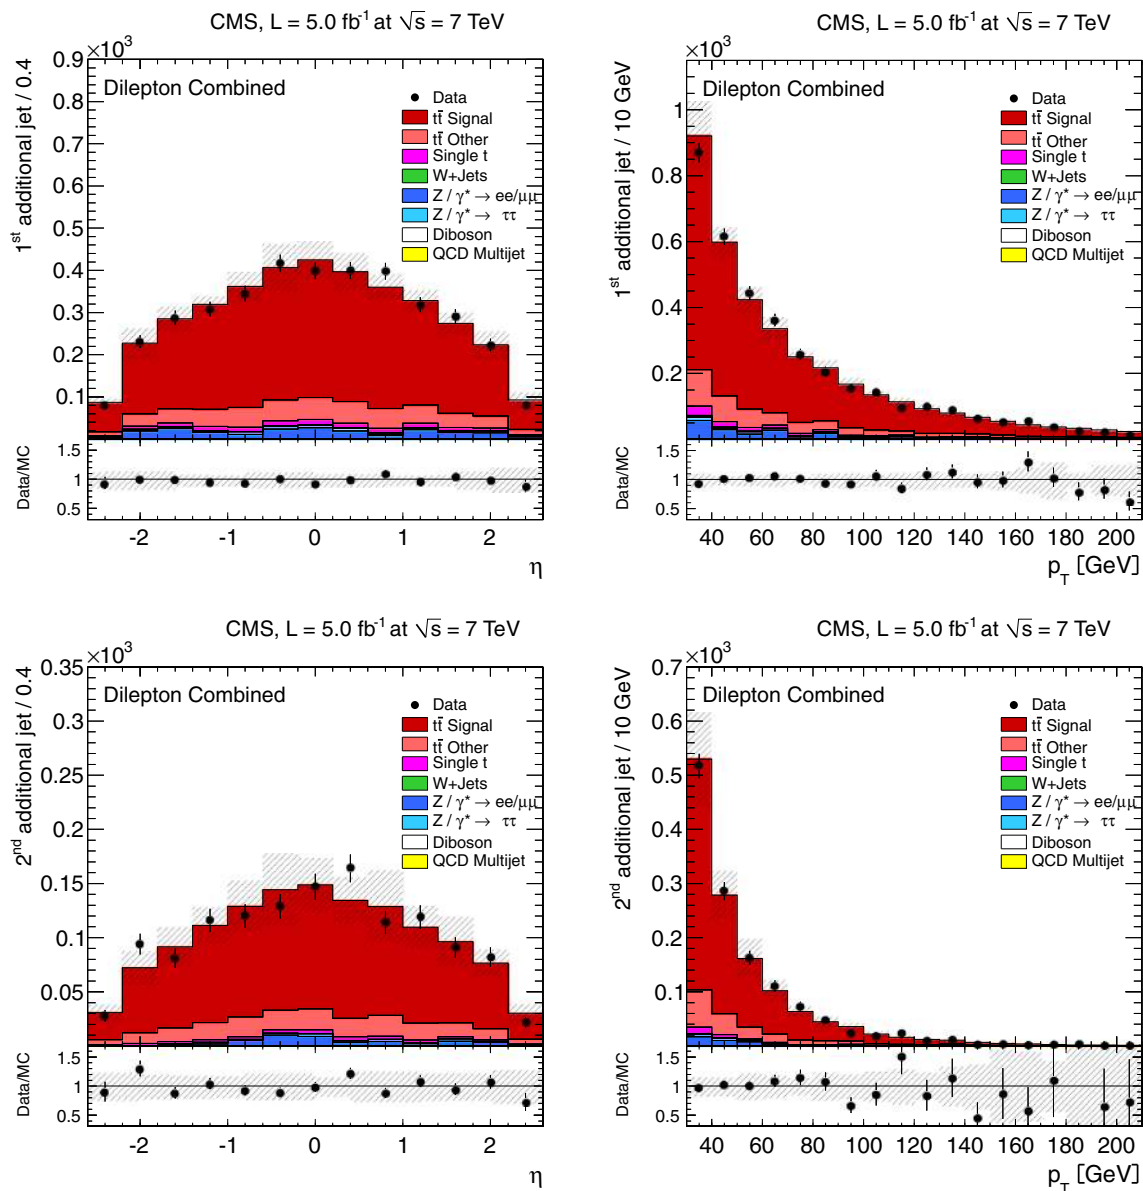 CMS, L = 5.0 fb⁻¹ at √s = 7 TeV
×10³
1ˢᵗ additional jet / 0.4
Dilepton Combined
Data
tt̄ Signal
tt̄ Other
Single t
W+Jets
Z / γ* → ee/μμ
Z / γ* → ττ
Diboson
QCD Multijet
0.9
0.8
0.7
0.6
0.5
0.4
0.3
0.2
0.1
Data/MC
1.5
1
0.5
-2 -1 0 1 2
η
CMS, L = 5.0 fb⁻¹ at √s = 7 TeV
×10³
1ˢᵗ additional jet / 10 GeV
Dilepton Combined
Data
tt̄ Signal
tt̄ Other
Single t
W+Jets
Z / γ* → ee/μμ
Z / γ* → ττ
Diboson
QCD Multijet
1
0.8
0.6
0.4
0.2
Data/MC
1.5
1
0.5
40 60 80 100 120 140 160 180 200
p_T [GeV]
CMS, L = 5.0 fb⁻¹ at √s = 7 TeV
×10³
2ⁿᵈ additional jet / 0.4
Dilepton Combined
Data
tt̄ Signal
tt̄ Other
Single t
W+Jets
Z / γ* → ee/μμ
Z / γ* → ττ
Diboson
QCD Multijet
0.35
0.3
0.25
0.2
0.15
0.1
0.05
Data/MC
1.5
1
0.5
-2 -1 0 1 2
η
CMS, L = 5.0 fb⁻¹ at √s = 7 TeV
×10³
2ⁿᵈ additional jet / 10 GeV
Dilepton Combined
Data
tt̄ Signal
tt̄ Other
Single t
W+Jets
Z / γ* → ee/μμ
Z / γ* → ττ
Diboson
QCD Multijet
0.7
0.6
0.5
0.4
0.3
0.2
0.1
Data/MC
1.5
1
0.5
40 60 80 100 120 140 160 180 200
p_T [GeV]